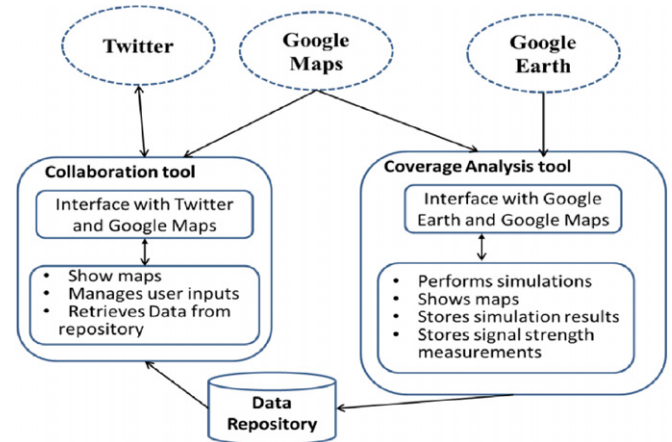 Twitter
Google
Maps
Google
Earth
Collaboration tool
Interface with Twitter
and Google Maps
• Show maps
• Manages user inputs
• Retrieves Data from
repository
Coverage Analysis tool
Interface with Google
Earth and Google Maps
• Performs simulations
• Shows maps
• Stores simulation results
• Stores signal strength
measurements
Data
Repository